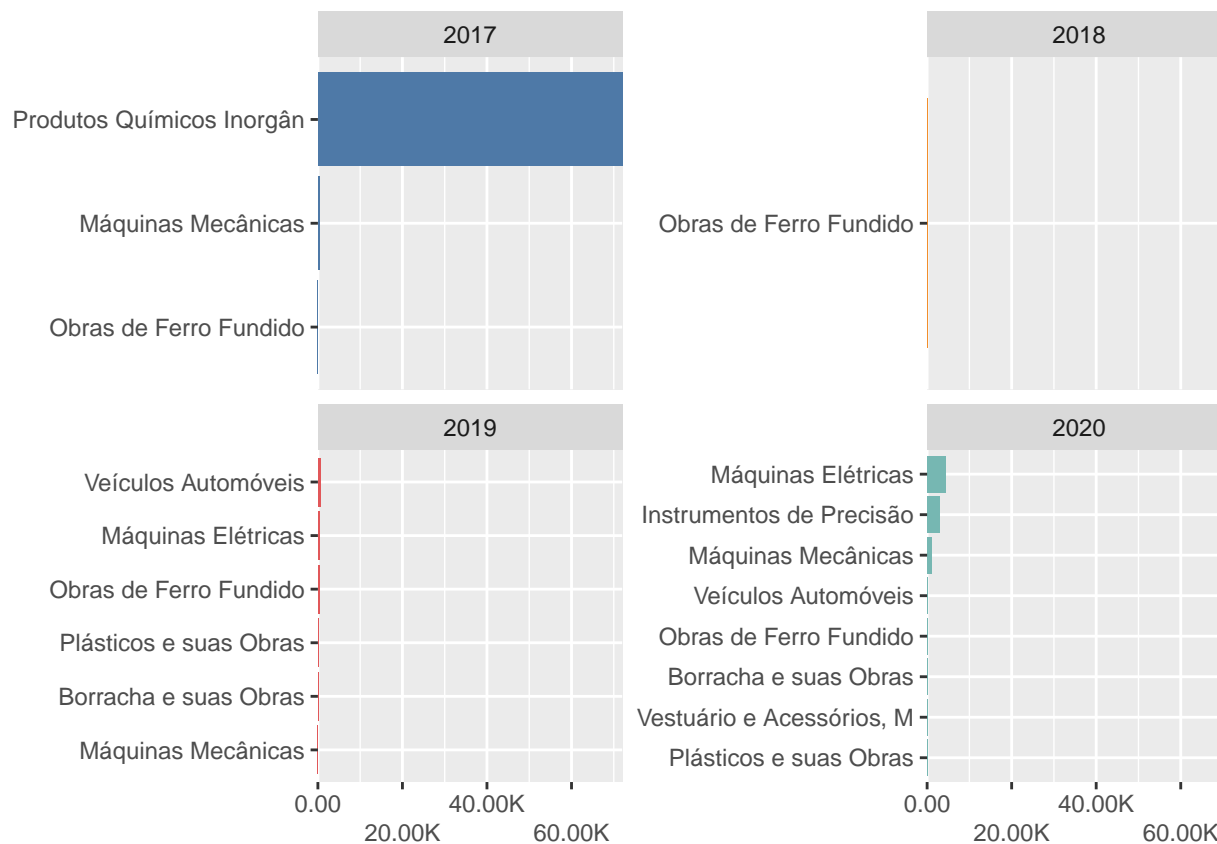 2017
2018
Produtos Químicos Inorgân
Máquinas Mecânicas
Obras de Ferro Fundido
Obras de Ferro Fundido
2019
2020
Veículos Automóveis
Máquinas Elétricas
Obras de Ferro Fundido
Plásticos e suas Obras
Borracha e suas Obras
Máquinas Mecânicas
Máquinas Elétricas
Instrumentos de Precisão
Máquinas Mecânicas
Veículos Automóveis
Obras de Ferro Fundido
Borracha e suas Obras
Vestuário e Acessórios, M
Plásticos e suas Obras
0.00 40.00K
20.00K 60.00K
0.00 40.00K
20.00K 60.00K